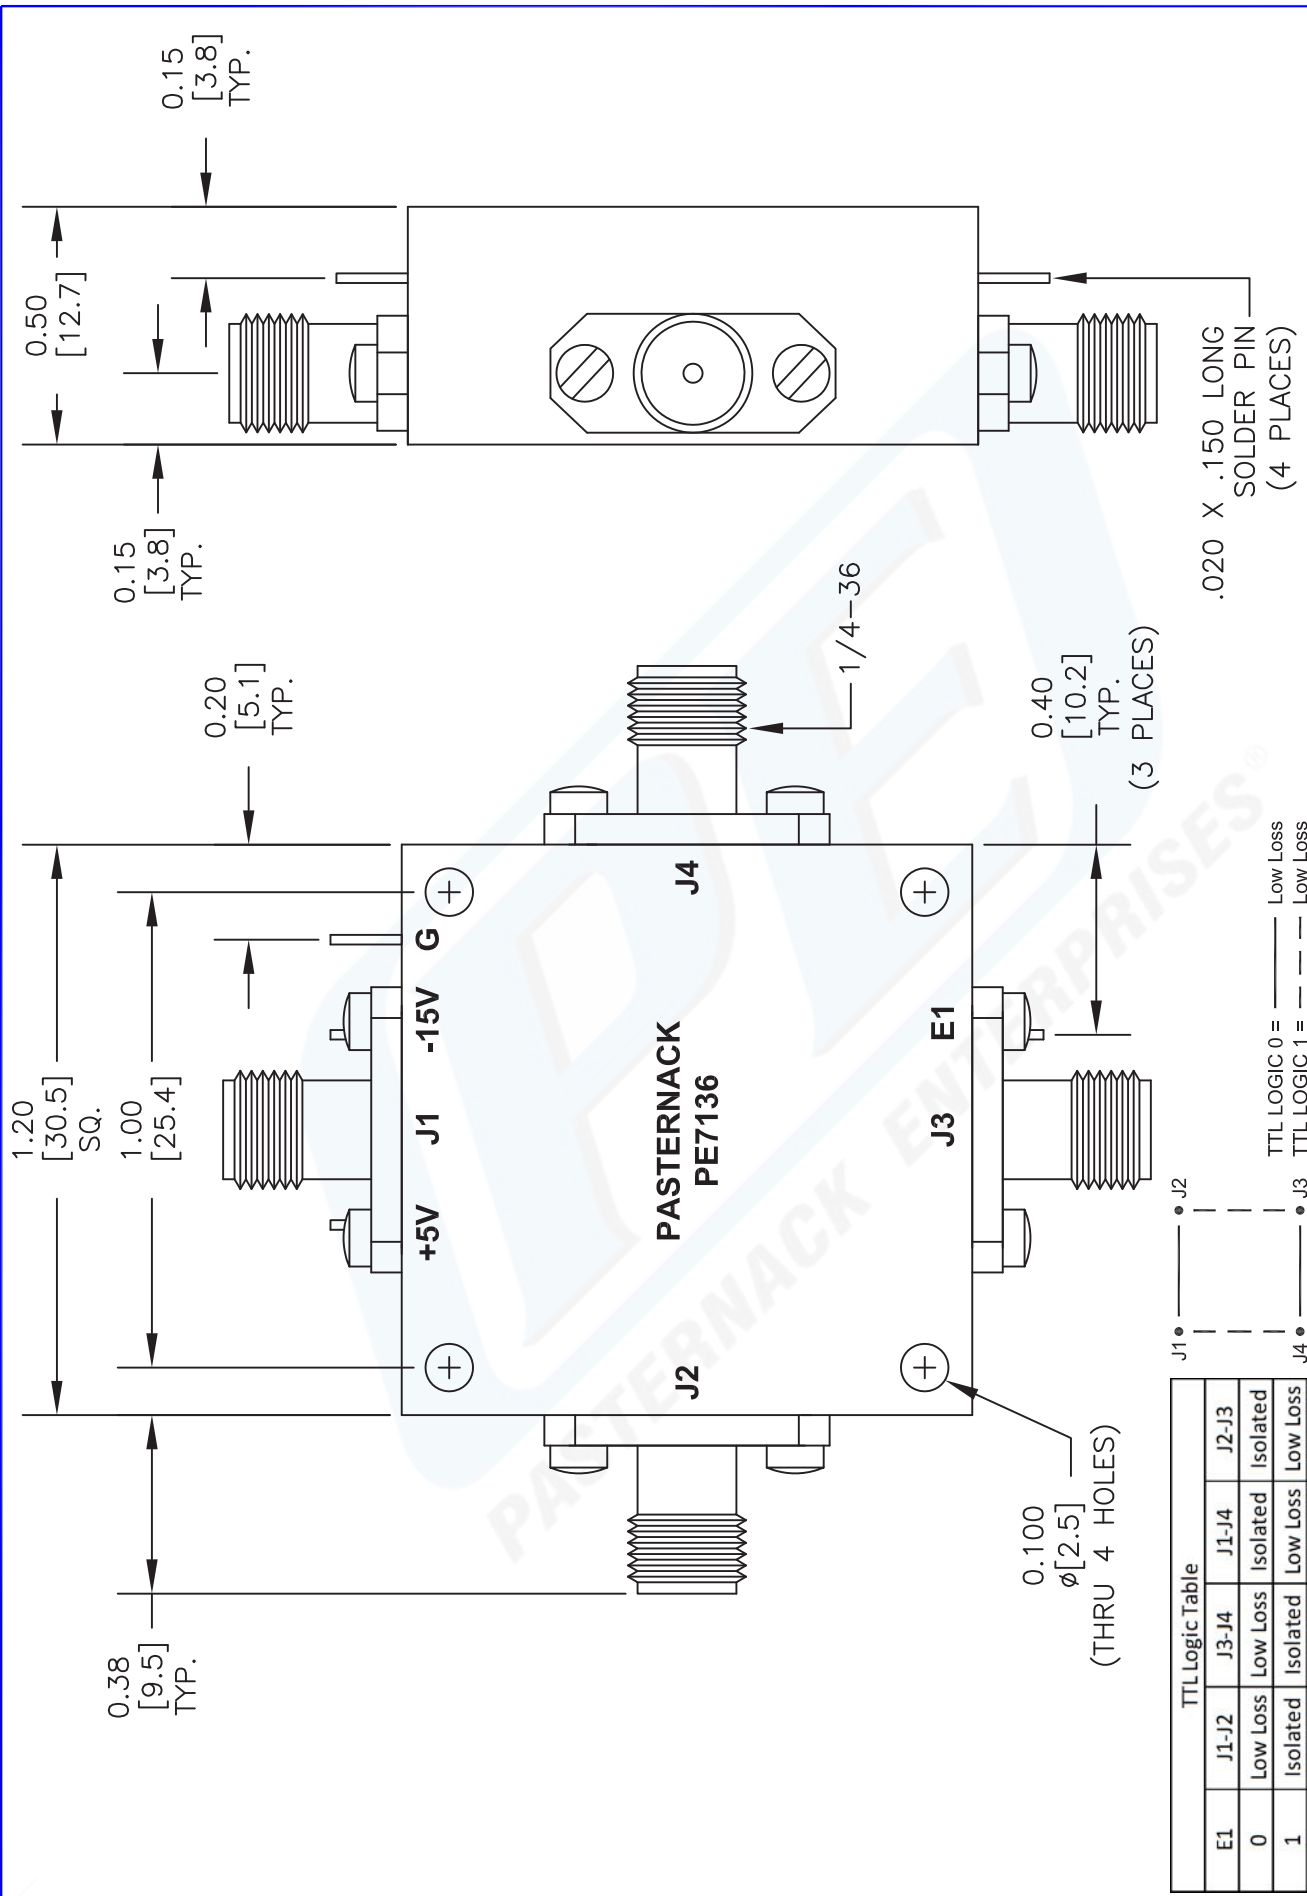 1.20
[30.5]
SQ.
1.00
[25.4]
0.38
[9.5]
TYP.
0.20
[5.1]
TYP.
0.15
[3.8]
TYP.
0.50
[12.7]
0.15
[3.8]
TYP.
+5V
J1
-15V
G
J2
PASTERNACK
PE7136
J4
J3
E1
1/4-36
0.40
[10.2]
TYP.
(3 PLACES)
.020 X .150 LONG
SOLDER PIN
(4 PLACES)
0.100
ø[2.5]
(THRU 4 HOLES)
PE
PASTERNACK ENTERPRISES®
TTL Logic Table
E1 J1-J2 J3-J4 J1-J4 J2-J3
0 Low Loss Low Loss Isolated Isolated
1 Isolated Isolated Low Loss Low Loss
J1 J2
J4 J3
TTL LOGIC 0 = Low Loss
TTL LOGIC 1 = Low Loss